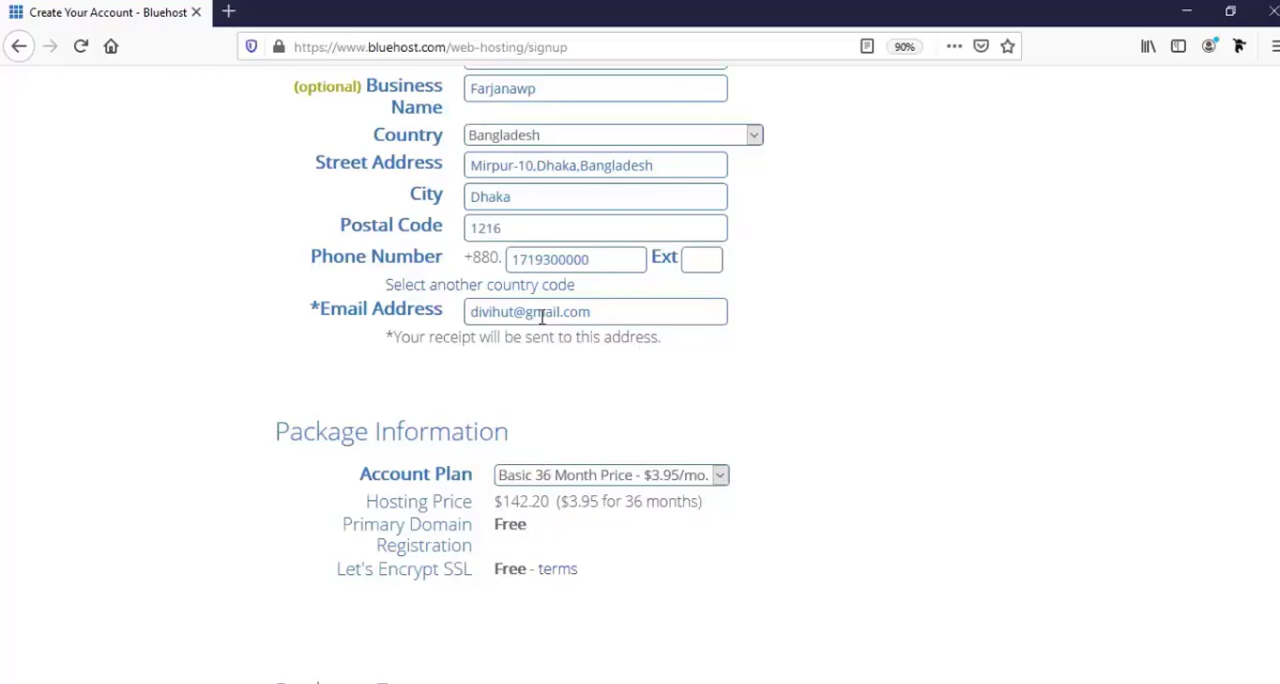 Create Your Account - Bluehost
https://www.bluehost.com/web-hosting/signup
90%
(optional) Business Name
Farjanawp
Country
Bangladesh
Street Address
Mirpur-10,Dhaka,Bangladesh
City
Dhaka
Postal Code
1216
Phone Number
+880.
1719300000
Ext
Select another country code
*Email Address
divihut@gmail.com
*Your receipt will be sent to this address.
Package Information
Account Plan
Basic 36 Month Price - $3.95/mo.
Hosting Price
$142.20 ($3.95 for 36 months)
Primary Domain Registration
Free
Let's Encrypt SSL
Free - terms